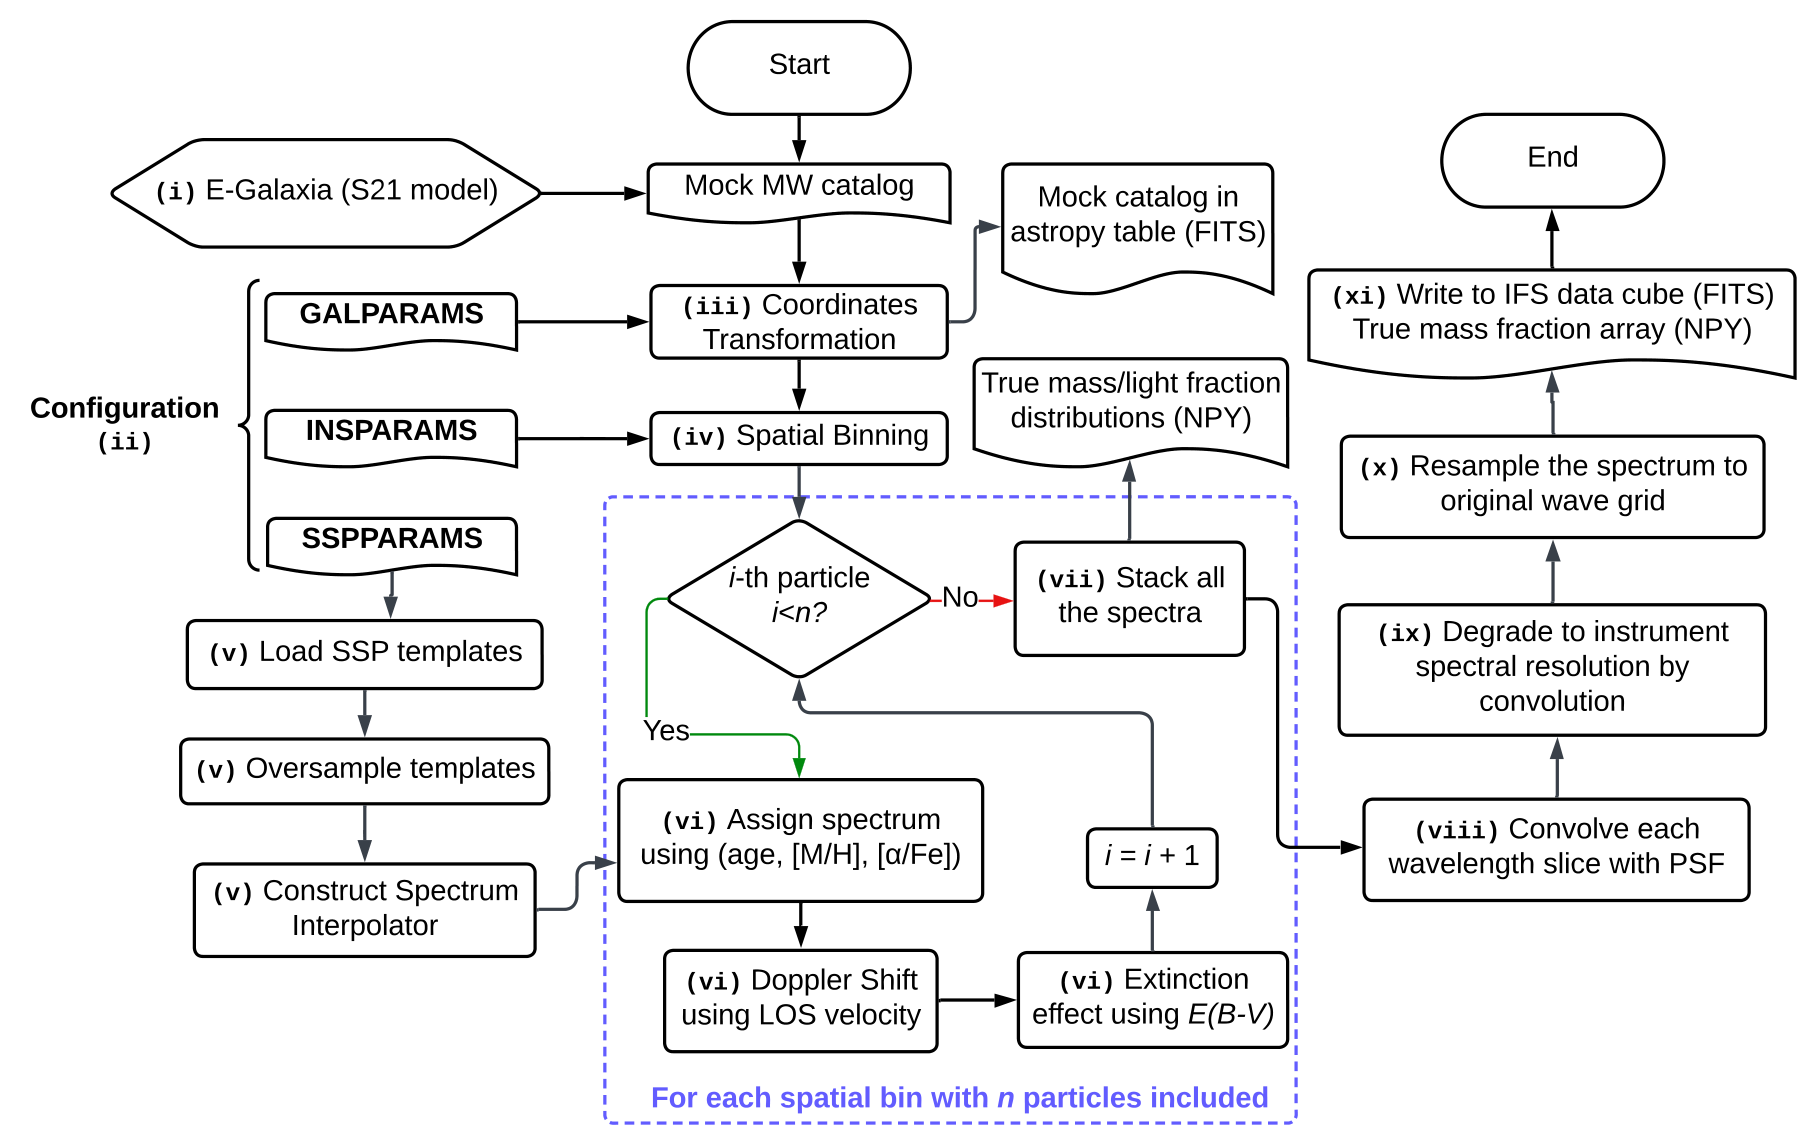 Start
(i) E-Galaxia (S21 model)
Mock MW catalog
Mock catalog in
astropy table (FITS)
Configuration
(ii)
GALPARAMS
INSPARAMS
SSPPARAMS
(iii) Coordinates
Transformation
(iv) Spatial Binning
True mass/light fraction
distributions (NPY)
(v) Load SSP templates
(v) Oversample templates
(v) Construct Spectrum
Interpolator
i-th particle
i<n?
No
Yes
(vii) Stack all
the spectra
(vi) Assign spectrum
using (age, [M/H], [α/Fe])
(vi) Doppler Shift
using LOS velocity
(vi) Extinction
effect using E(B-V)
i = i + 1
For each spatial bin with n particles included
(viii) Convolve each
wavelength slice with PSF
(ix) Degrade to instrument
spectral resolution by
convolution
(x) Resample the spectrum to
original wave grid
(xi) Write to IFS data cube (FITS)
True mass fraction array (NPY)
End